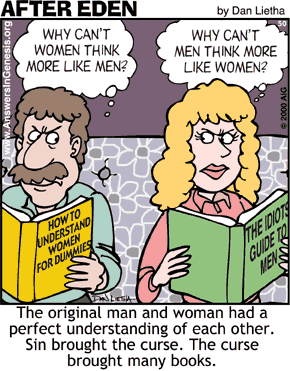 AFTER EDEN
by Dan Lietha
50
WHY CAN'T
WOMEN THINK
MORE LIKE MEN?
WHY CAN'T
MEN THINK MORE
LIKE WOMEN?
www.AnswersInGenesis.org
© 2000 AiG
HOW TO
UNDERSTAND
WOMEN
FOR DUMMIES
THE IDIOTS
GUIDE TO
MEN
DAN LIETHA
The original man and woman had a
perfect understanding of each other.
Sin brought the curse. The curse
brought many books.